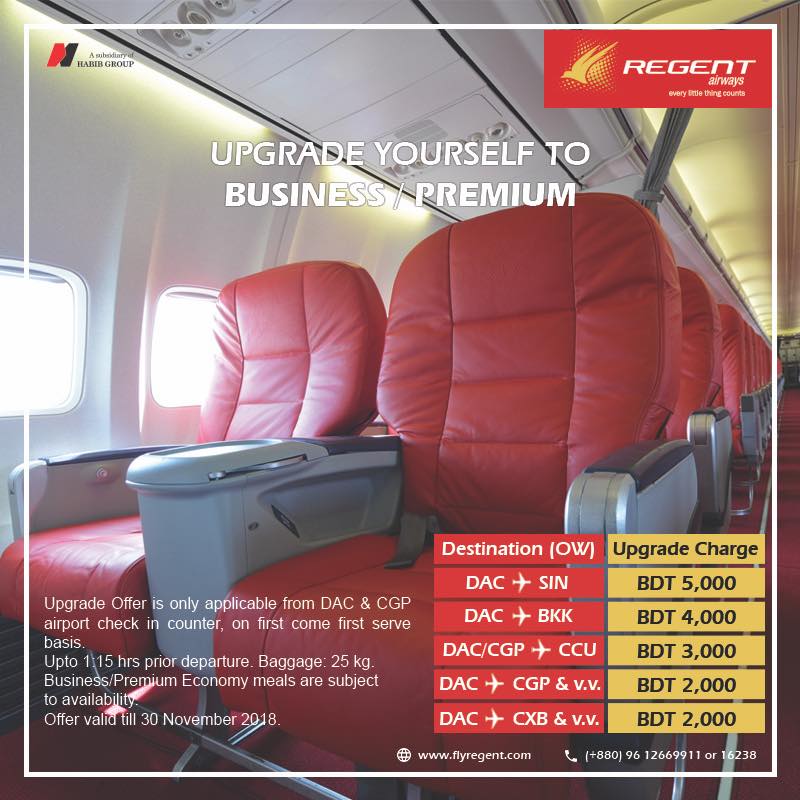 A subsidiary of
HABIB GROUP
REGENT
airways
every little thing counts
UPGRADE YOURSELF TO
BUSINESS / PREMIUM
Destination (OW) Upgrade Charge
DAC ✈ SIN BDT 5,000
DAC ✈ BKK BDT 4,000
DAC/CGP ✈ CCU BDT 3,000
DAC ✈ CGP & v.v. BDT 2,000
DAC ✈ CXB & v.v. BDT 2,000
Upgrade Offer is only applicable from DAC & CGP
airport check in counter, on first come first serve
basis.
Upto 1:15 hrs prior departure. Baggage: 25 kg.
Business/Premium Economy meals are subject
to availability.
Offer valid till 30 November 2018.
www.flyregent.com (+880) 96 12669911 or 16238